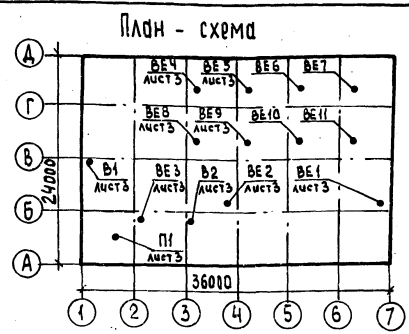 План - схема
Д
ВЕ4 ВЕ5 ВЕ6 ВЕ7
лист3 лист3
Г
ВЕ8 ВЕ9 ВЕ10 ВЕ11
лист3 лист3
В
В1 ВЕ3 В2 ВЕ2 ВЕ1
лист3 лист3 лист3 лист3 лист3
24000
Б
П1
лист3
А
36000
1 2 3 4 5 6 7